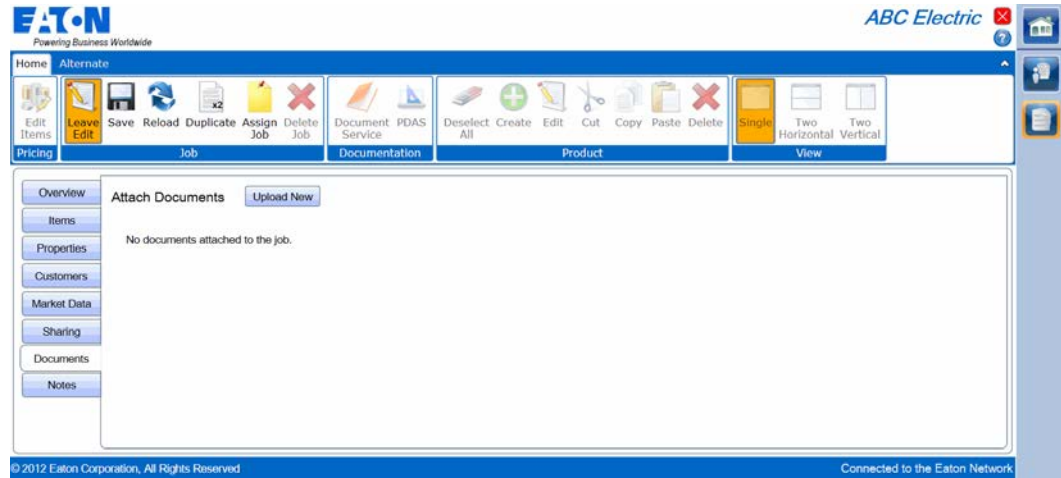 EATON
Powering Business Worldwide
ABC Electric
Home Alternate
Edit Items
Leave Edit
Save
Reload
x2
Duplicate
Assign Job
Delete Job
Document Service
PDAS
Deselect All
Create
Edit
Cut
Copy
Paste
Delete
Single
Two Horizontal
Two Vertical
Pricing Job Documentation Product View
Overview
Items
Properties
Customers
Market Data
Sharing
Documents
Notes
Attach Documents Upload New
No documents attached to the job.
© 2012 Eaton Corporation, All Rights Reserved Connected to the Eaton Network